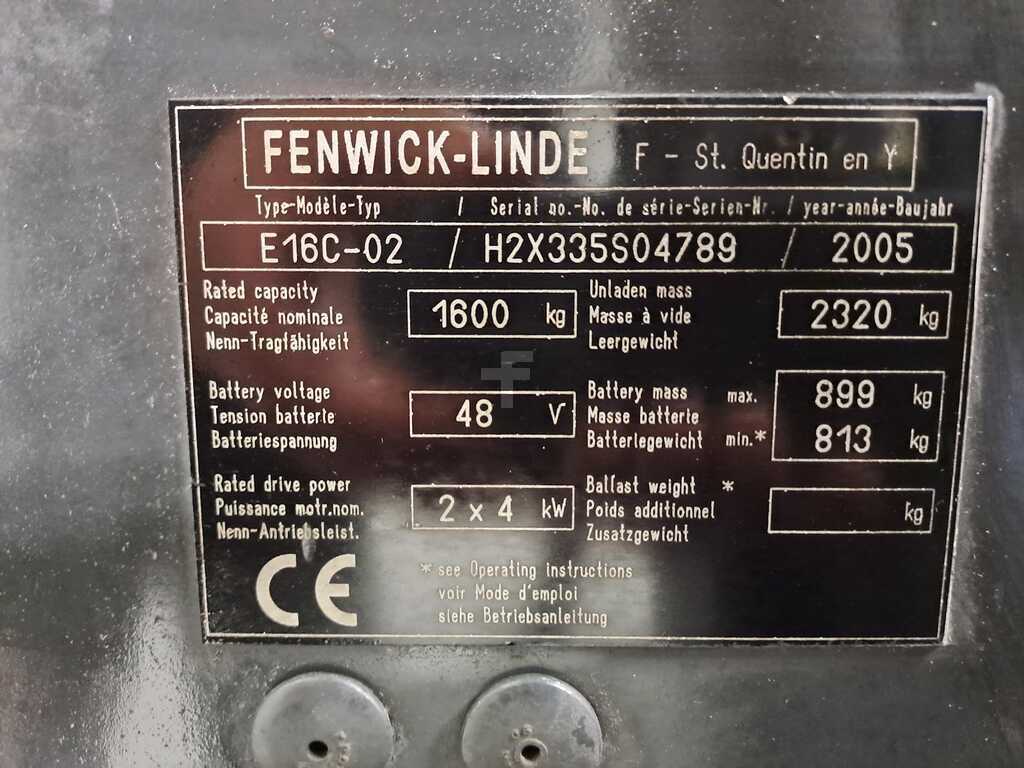 FENWICK-LINDE F - St. Quentin en Y
Type-Modèle-Typ / Serial no.-No. de série-Serien-Nr. / year-année-Baujahr
E16C-02 / H2X335S04789 / 2005
Rated capacity
Capacité nominale 1600 kg
Nenn-Tragfähigkeit
Unladen mass
Masse à vide 2320 kg
Leergewicht
Battery voltage
Tension batterie 48 V
Batteriespannung
Battery mass max. 899 kg
Masse batterie
Batteriegewicht min.* 813 kg
Rated drive power
Puissance motr.nom. 2 x 4 kW
Nenn-Antriebsleist.
Ballast weight *
Poids additionnel kg
Zusatzgewicht
CE
* see Operating instructions
voir Mode d'emploi
siehe Betriebsanleitung